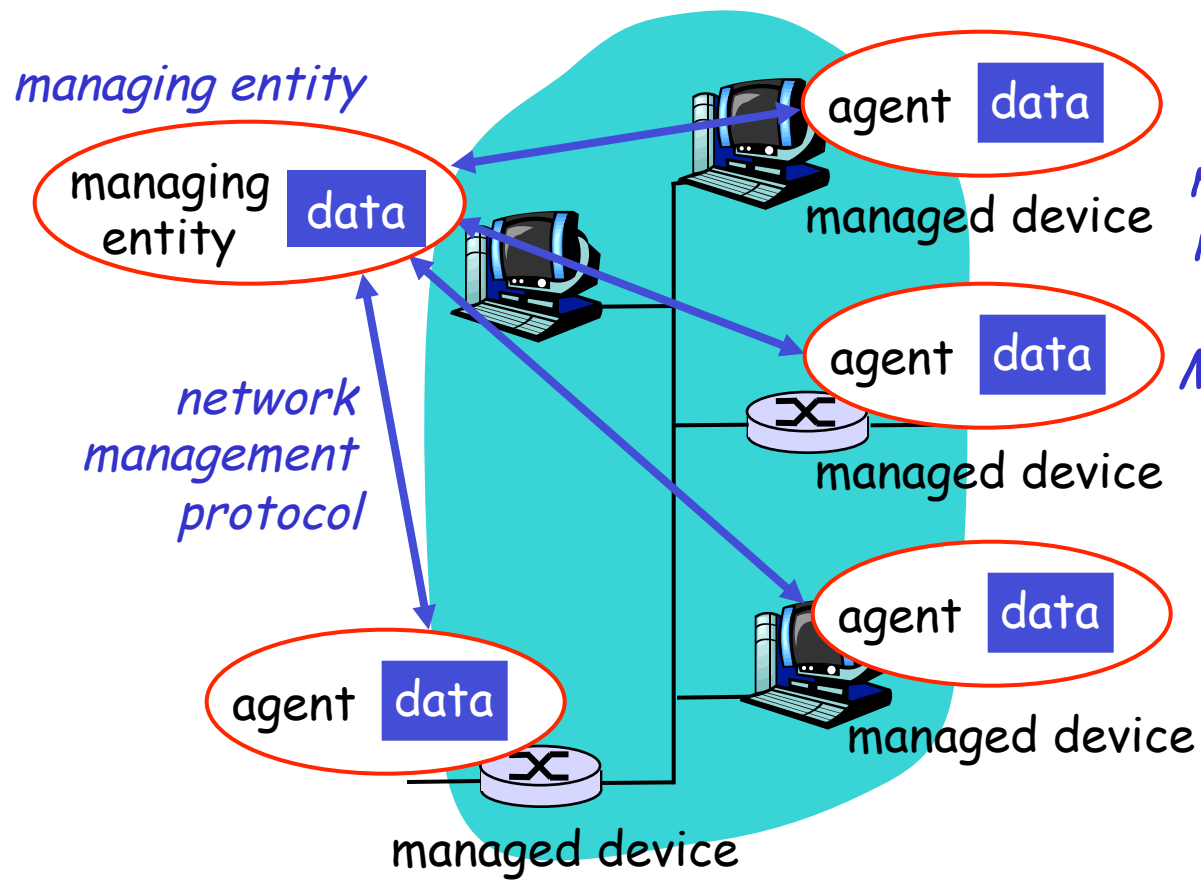 managing entity
managing
entity
data
agent data
managed device
agent data
managed device
network
management
protocol
agent data
managed device
agent data
managed device